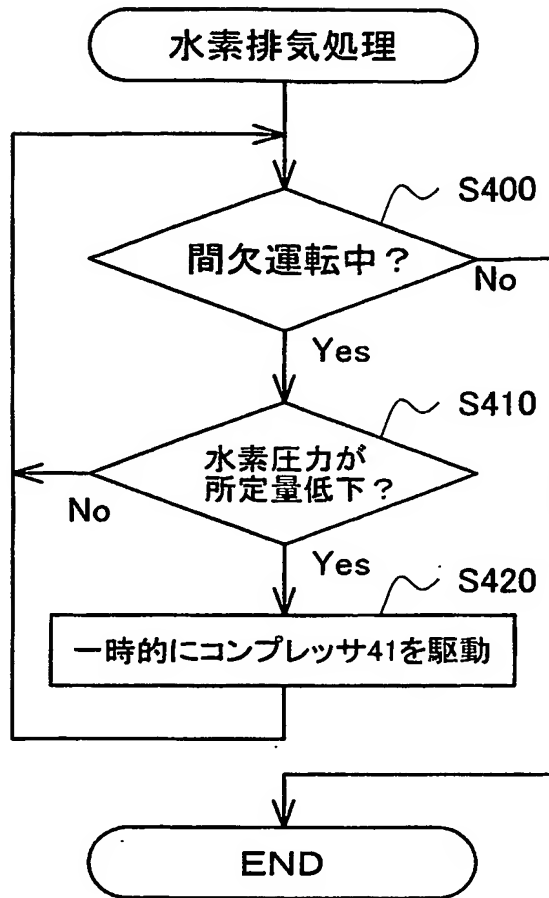 水素排気処理
S400
間欠運転中？
No
Yes
S410
水素圧力が
所定量低下？
No
Yes
S420
一時的にコンプレッサ41を駆動
END